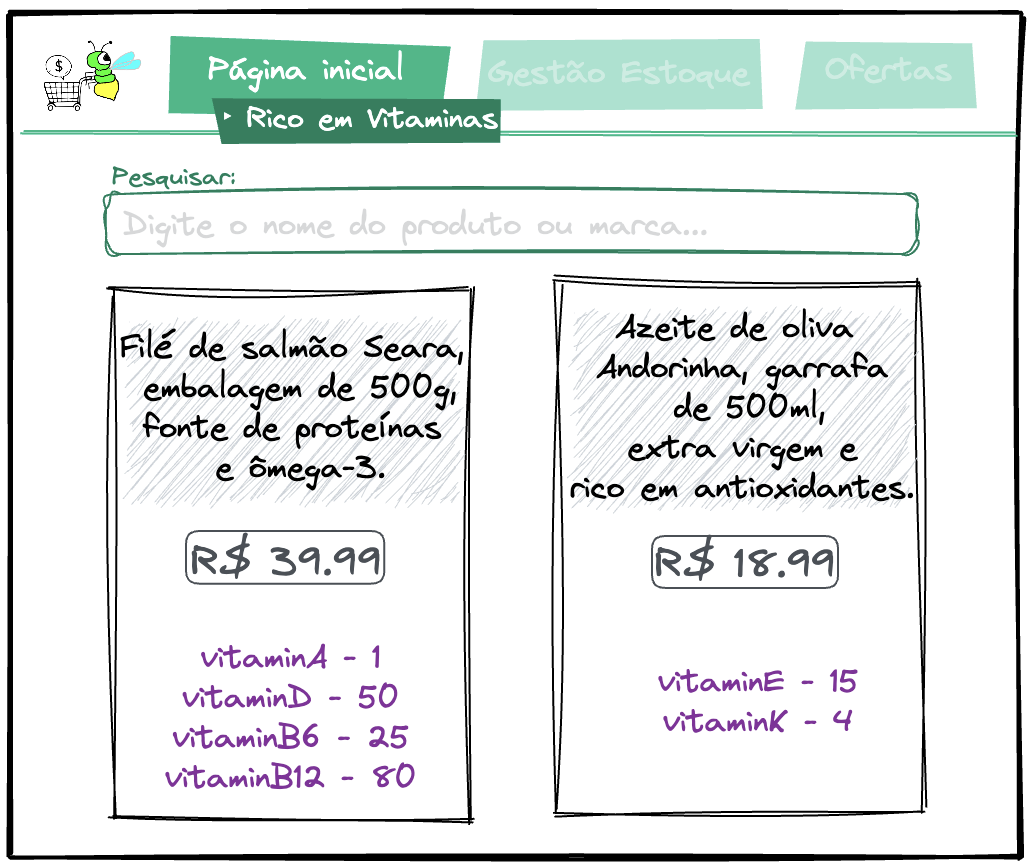 $
Página inicial
Gestão Estoque
Ofertas
‣ Rico em Vitaminas
Pesquisar:
Digite o nome do produto ou marca...
Filé de salmão Seara,
embalagem de 500g,
fonte de proteínas
e ômega-3.
R$ 39.99
vitaminA - 1
vitaminD - 50
vitaminB6 - 25
vitaminB12 - 80
Azeite de oliva
Andorinha, garrafa
de 500ml,
extra virgem e
rico em antioxidantes.
R$ 18.99
vitaminE - 15
vitaminK - 4